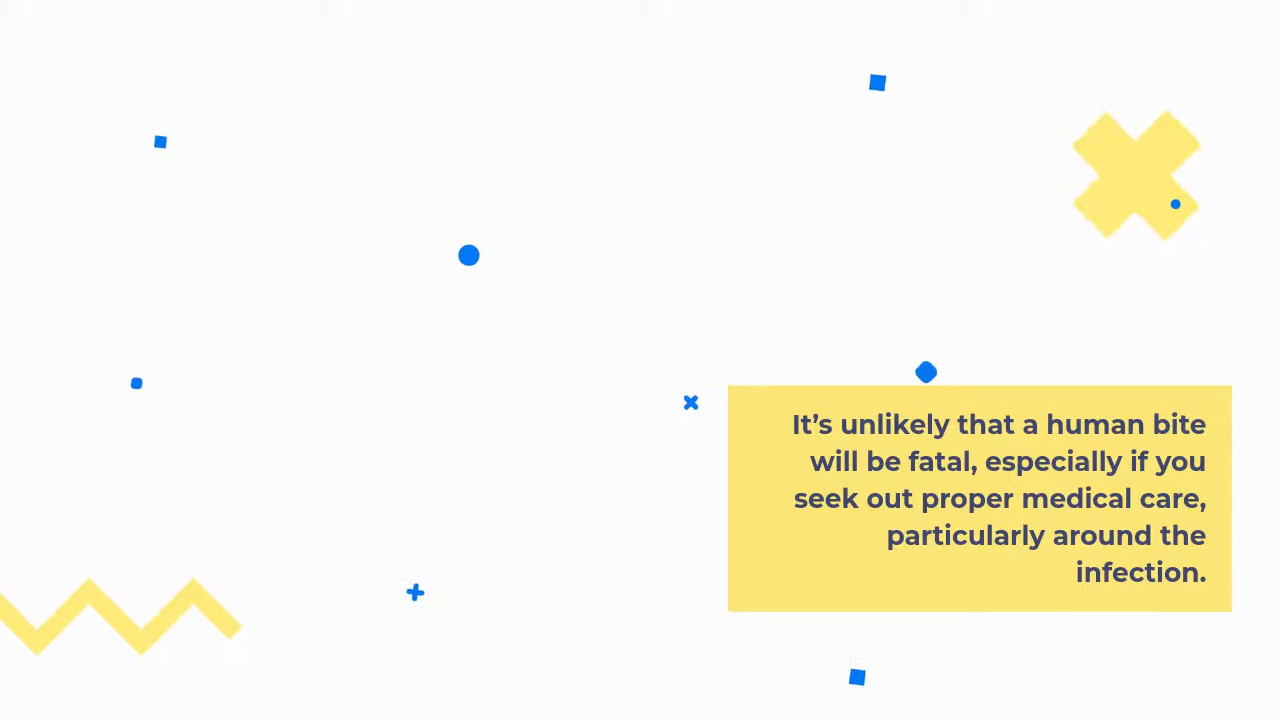 It’s unlikely that a human bite
will be fatal, especially if you
seek out proper medical care,
particularly around the
infection.